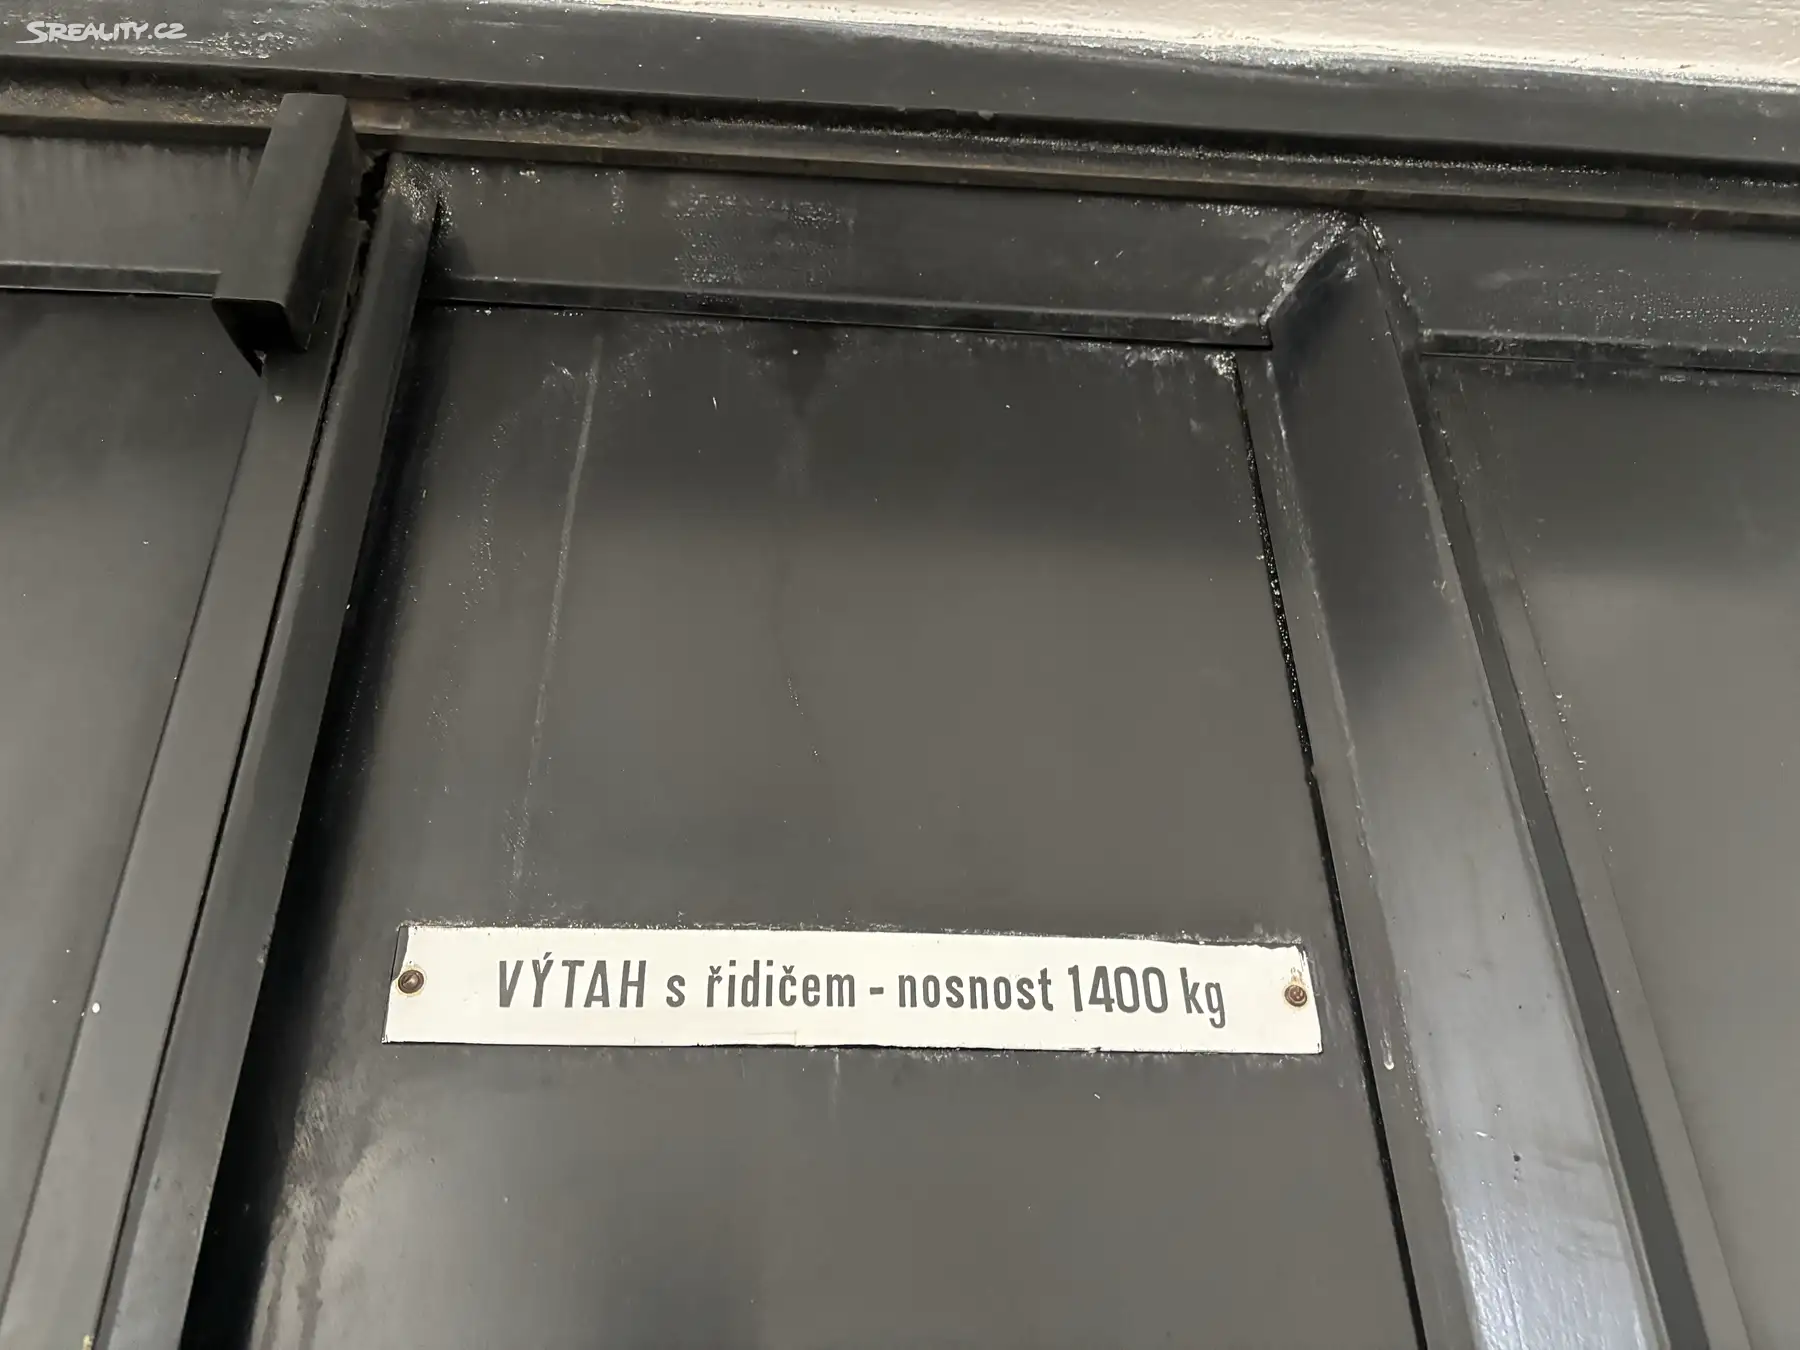 SREALITY.CZ
VÝTAH s řidičem - nosnost 1400 kg